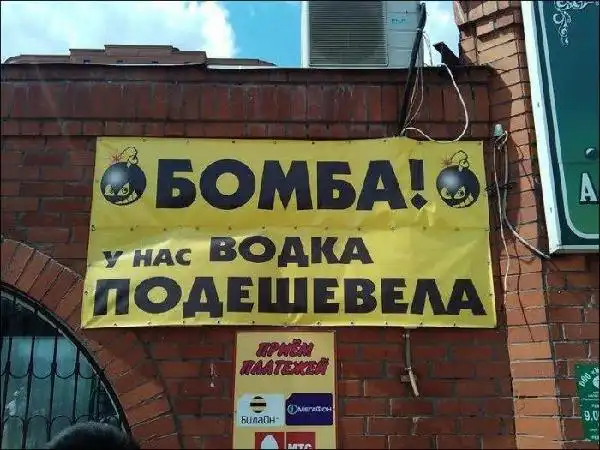 БОМБА!
У НАС ВОДКА
ПОДЕШЕВЕЛА
ПРИЁМ
ПЛАТЕЖЕЙ
Билайн
МЕГАФОН
МТС
А